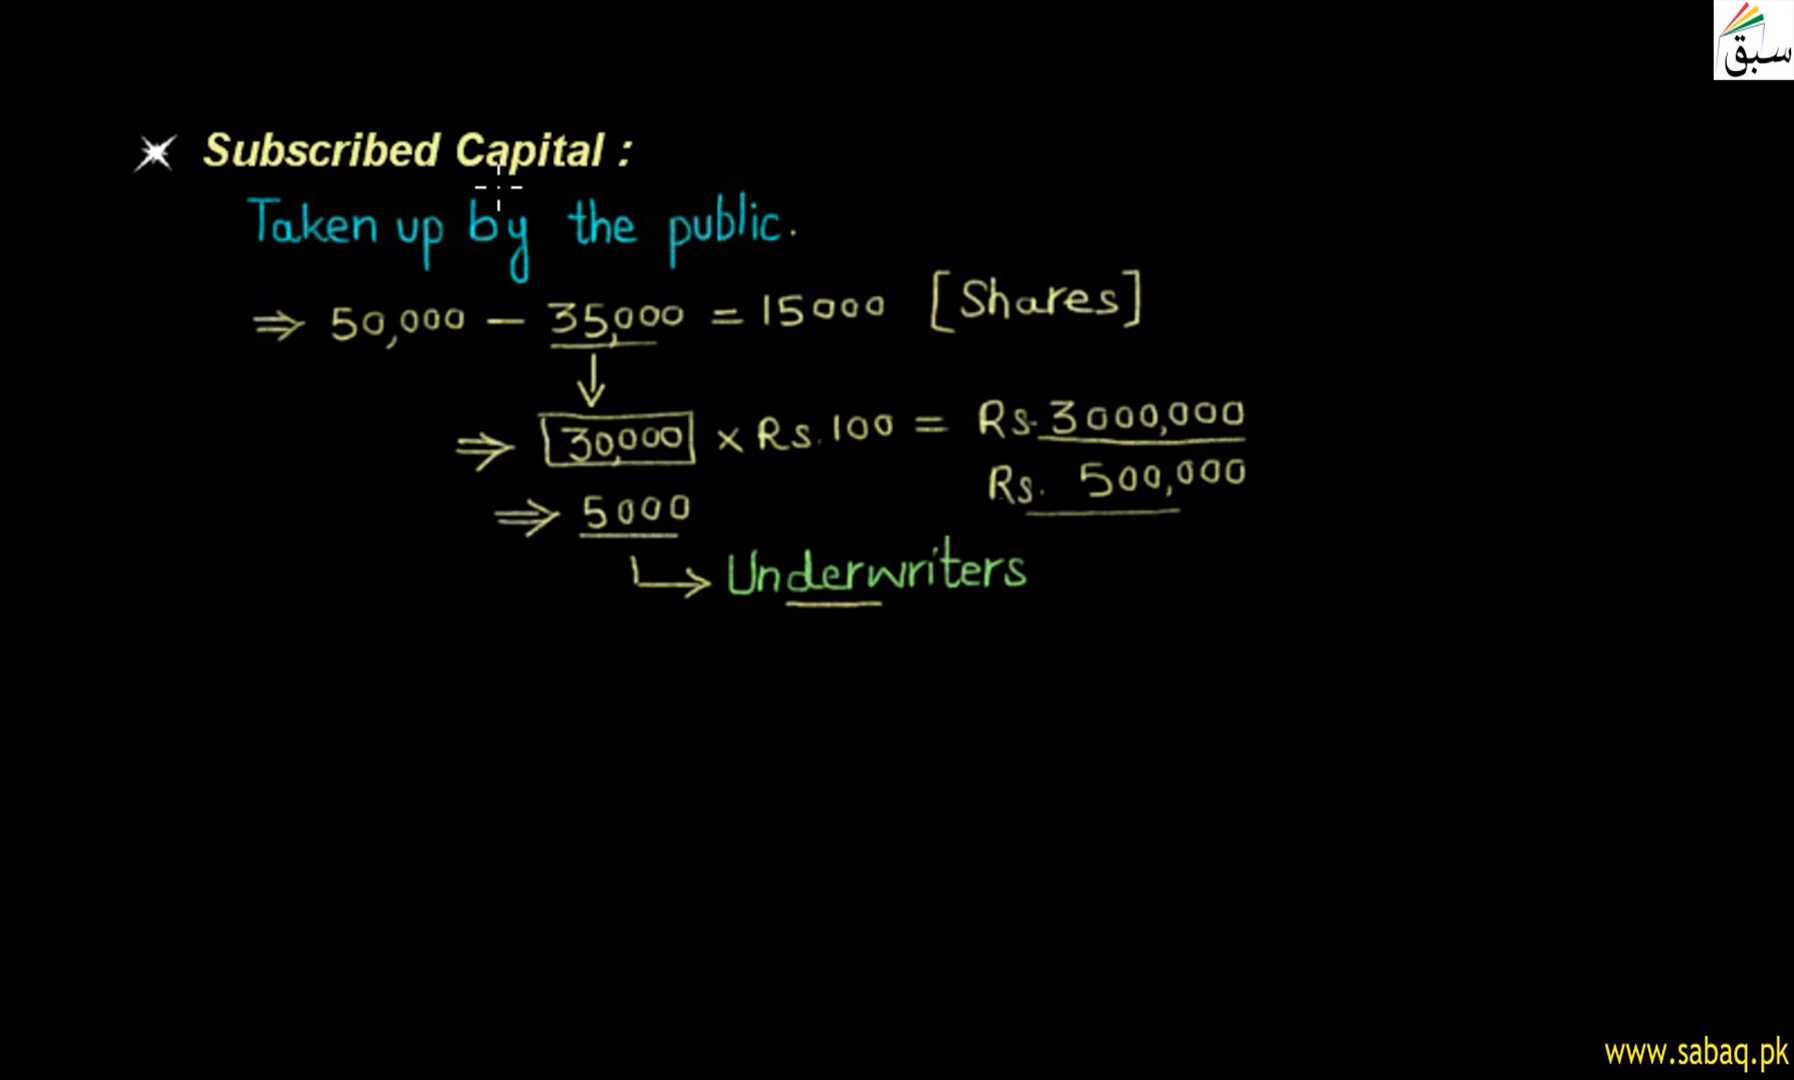 سبق
Subscribed Capital :
Taken up by the public.
⇒ 50,000 − 35,000 = 15000 [Shares]
↓
⇒ 30,000 × Rs.100 = Rs.3000,000
⇒ 5000 Rs. 500,000
↳ Underwriters
www.sabaq.pk